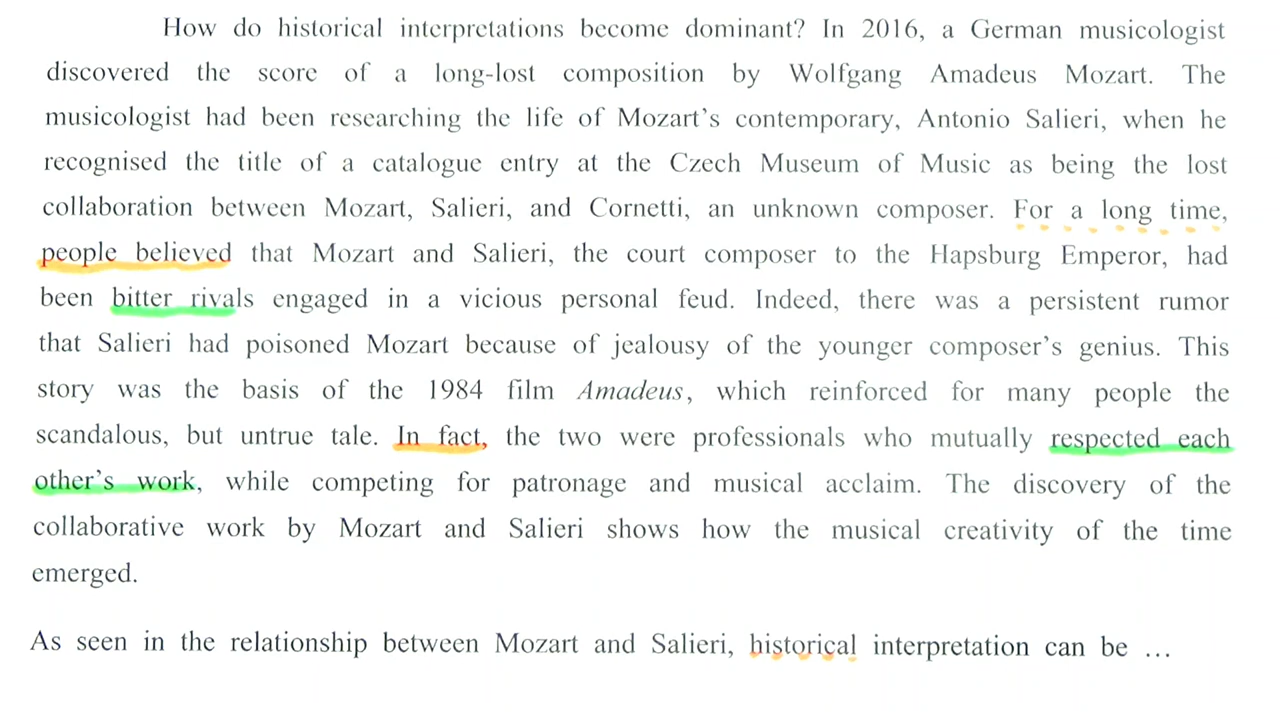 How do historical interpretations become dominant? In 2016, a German musicologist
discovered the score of a long-lost composition by Wolfgang Amadeus Mozart. The
musicologist had been researching the life of Mozart's contemporary, Antonio Salieri, when he
recognised the title of a catalogue entry at the Czech Museum of Music as being the lost
collaboration between Mozart, Salieri, and Cornetti, an unknown composer. For a long time,
people believed that Mozart and Salieri, the court composer to the Hapsburg Emperor, had
been bitter rivals engaged in a vicious personal feud. Indeed, there was a persistent rumor
that Salieri had poisoned Mozart because of jealousy of the younger composer's genius. This
story was the basis of the 1984 film Amadeus, which reinforced for many people the
scandalous, but untrue tale. In fact, the two were professionals who mutually respected each
other's work, while competing for patronage and musical acclaim. The discovery of the
collaborative work by Mozart and Salieri shows how the musical creativity of the time
emerged.
As seen in the relationship between Mozart and Salieri, historical interpretation can be …